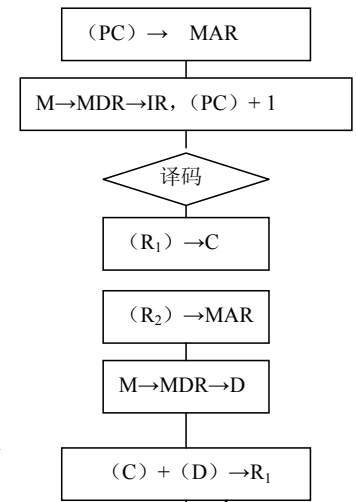 （PC）→ MAR
M→MDR→IR，（PC）+ 1
译码
（R₁）→C
（R₂）→MAR
M→MDR→D
（C）+（D）→R₁